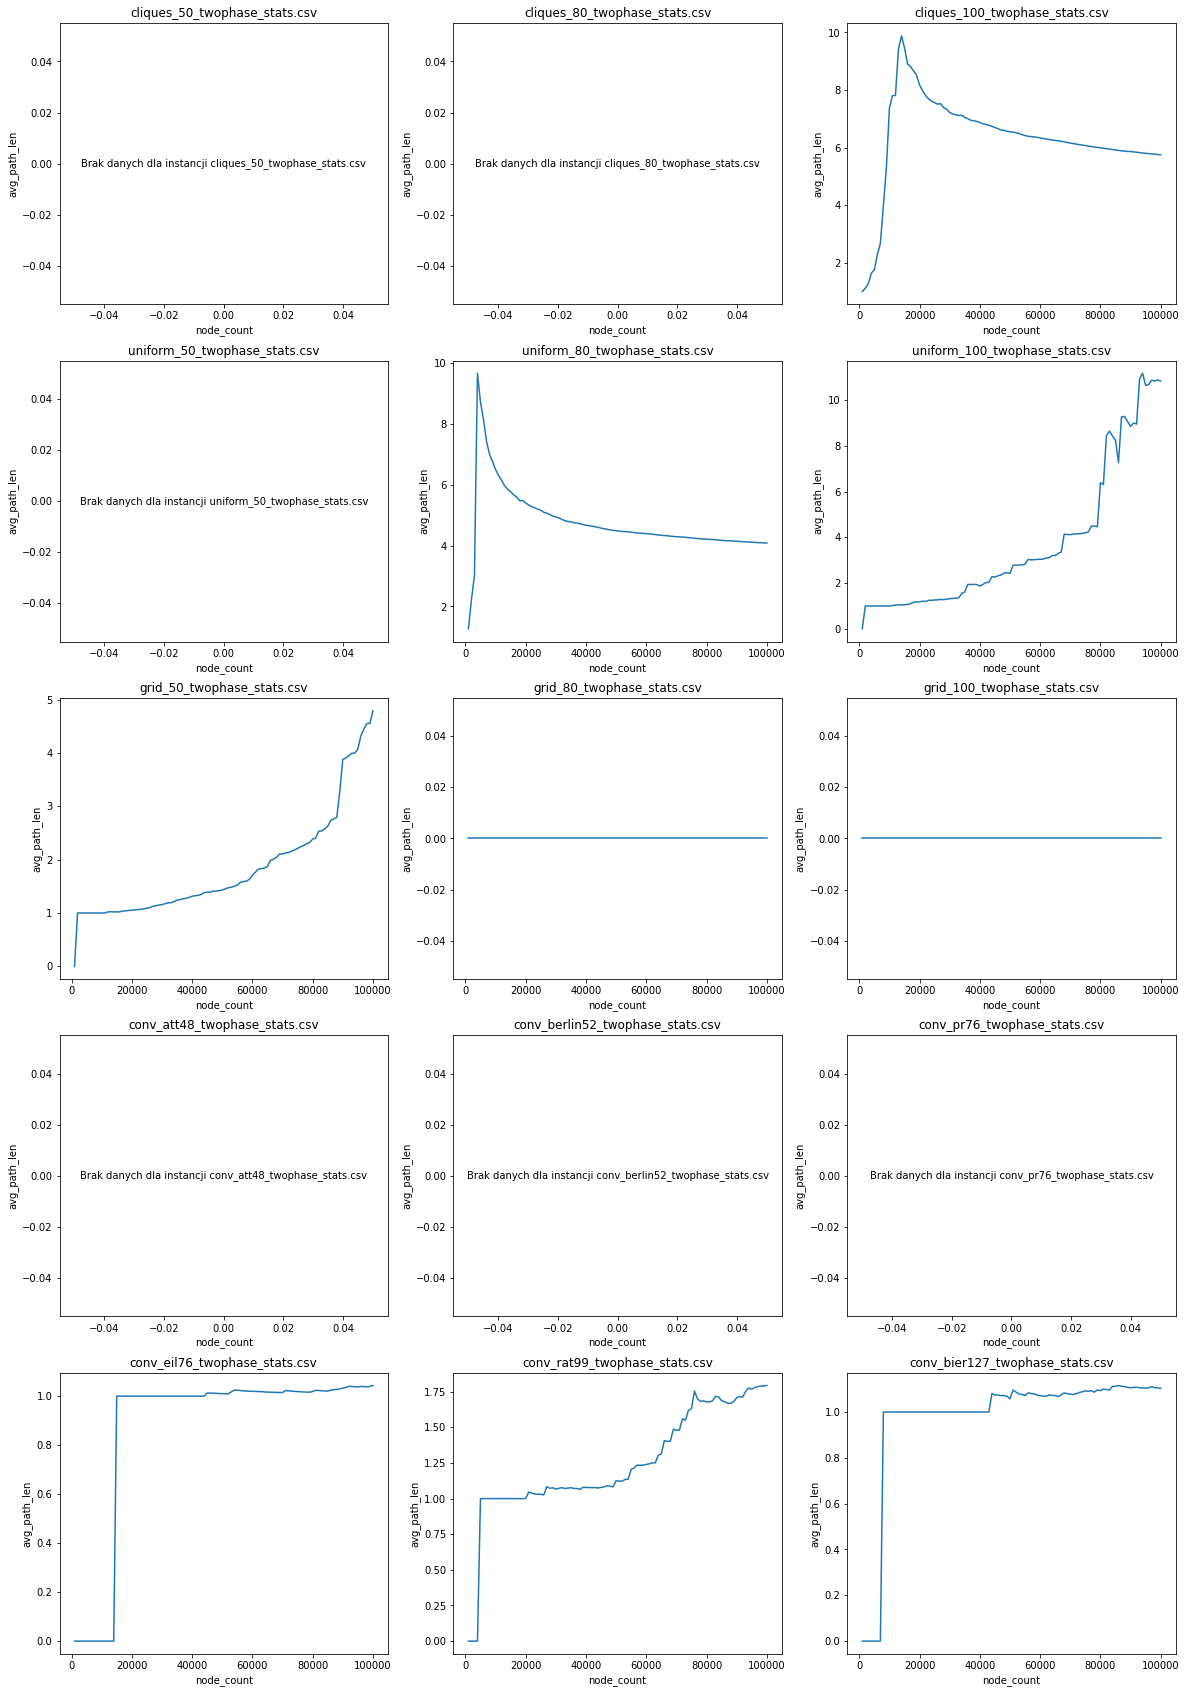 cliques_50_twophase_stats.csv
avg_path_len
0.04
0.02
0.00
−0.02
−0.04
Brak danych dla instancji cliques_50_twophase_stats.csv
−0.04 −0.02 0.00 0.02 0.04
node_count
cliques_80_twophase_stats.csv
avg_path_len
0.04
0.02
0.00
−0.02
−0.04
Brak danych dla instancji cliques_80_twophase_stats.csv
−0.04 −0.02 0.00 0.02 0.04
node_count
cliques_100_twophase_stats.csv
avg_path_len
10
8
6
4
2
0 20000 40000 60000 80000 100000
node_count
uniform_50_twophase_stats.csv
avg_path_len
0.04
0.02
0.00
−0.02
−0.04
Brak danych dla instancji uniform_50_twophase_stats.csv
−0.04 −0.02 0.00 0.02 0.04
node_count
uniform_80_twophase_stats.csv
avg_path_len
10
8
6
4
2
0 20000 40000 60000 80000 100000
node_count
uniform_100_twophase_stats.csv
avg_path_len
10
8
6
4
2
0
0 20000 40000 60000 80000 100000
node_count
grid_50_twophase_stats.csv
avg_path_len
5
4
3
2
1
0
0 20000 40000 60000 80000 100000
node_count
grid_80_twophase_stats.csv
avg_path_len
0.04
0.02
0.00
−0.02
−0.04
0 20000 40000 60000 80000 100000
node_count
grid_100_twophase_stats.csv
avg_path_len
0.04
0.02
0.00
−0.02
−0.04
0 20000 40000 60000 80000 100000
node_count
conv_att48_twophase_stats.csv
avg_path_len
0.04
0.02
0.00
−0.02
−0.04
Brak danych dla instancji conv_att48_twophase_stats.csv
−0.04 −0.02 0.00 0.02 0.04
node_count
conv_berlin52_twophase_stats.csv
avg_path_len
0.04
0.02
0.00
−0.02
−0.04
Brak danych dla instancji conv_berlin52_twophase_stats.csv
−0.04 −0.02 0.00 0.02 0.04
node_count
conv_pr76_twophase_stats.csv
avg_path_len
0.04
0.02
0.00
−0.02
−0.04
Brak danych dla instancji conv_pr76_twophase_stats.csv
−0.04 −0.02 0.00 0.02 0.04
node_count
conv_eil76_twophase_stats.csv
avg_path_len
1.0
0.8
0.6
0.4
0.2
0.0
0 20000 40000 60000 80000 100000
node_count
conv_rat99_twophase_stats.csv
avg_path_len
1.75
1.50
1.25
1.00
0.75
0.50
0.25
0.00
0 20000 40000 60000 80000 100000
node_count
conv_bier127_twophase_stats.csv
avg_path_len
1.0
0.8
0.6
0.4
0.2
0.0
0 20000 40000 60000 80000 100000
node_count